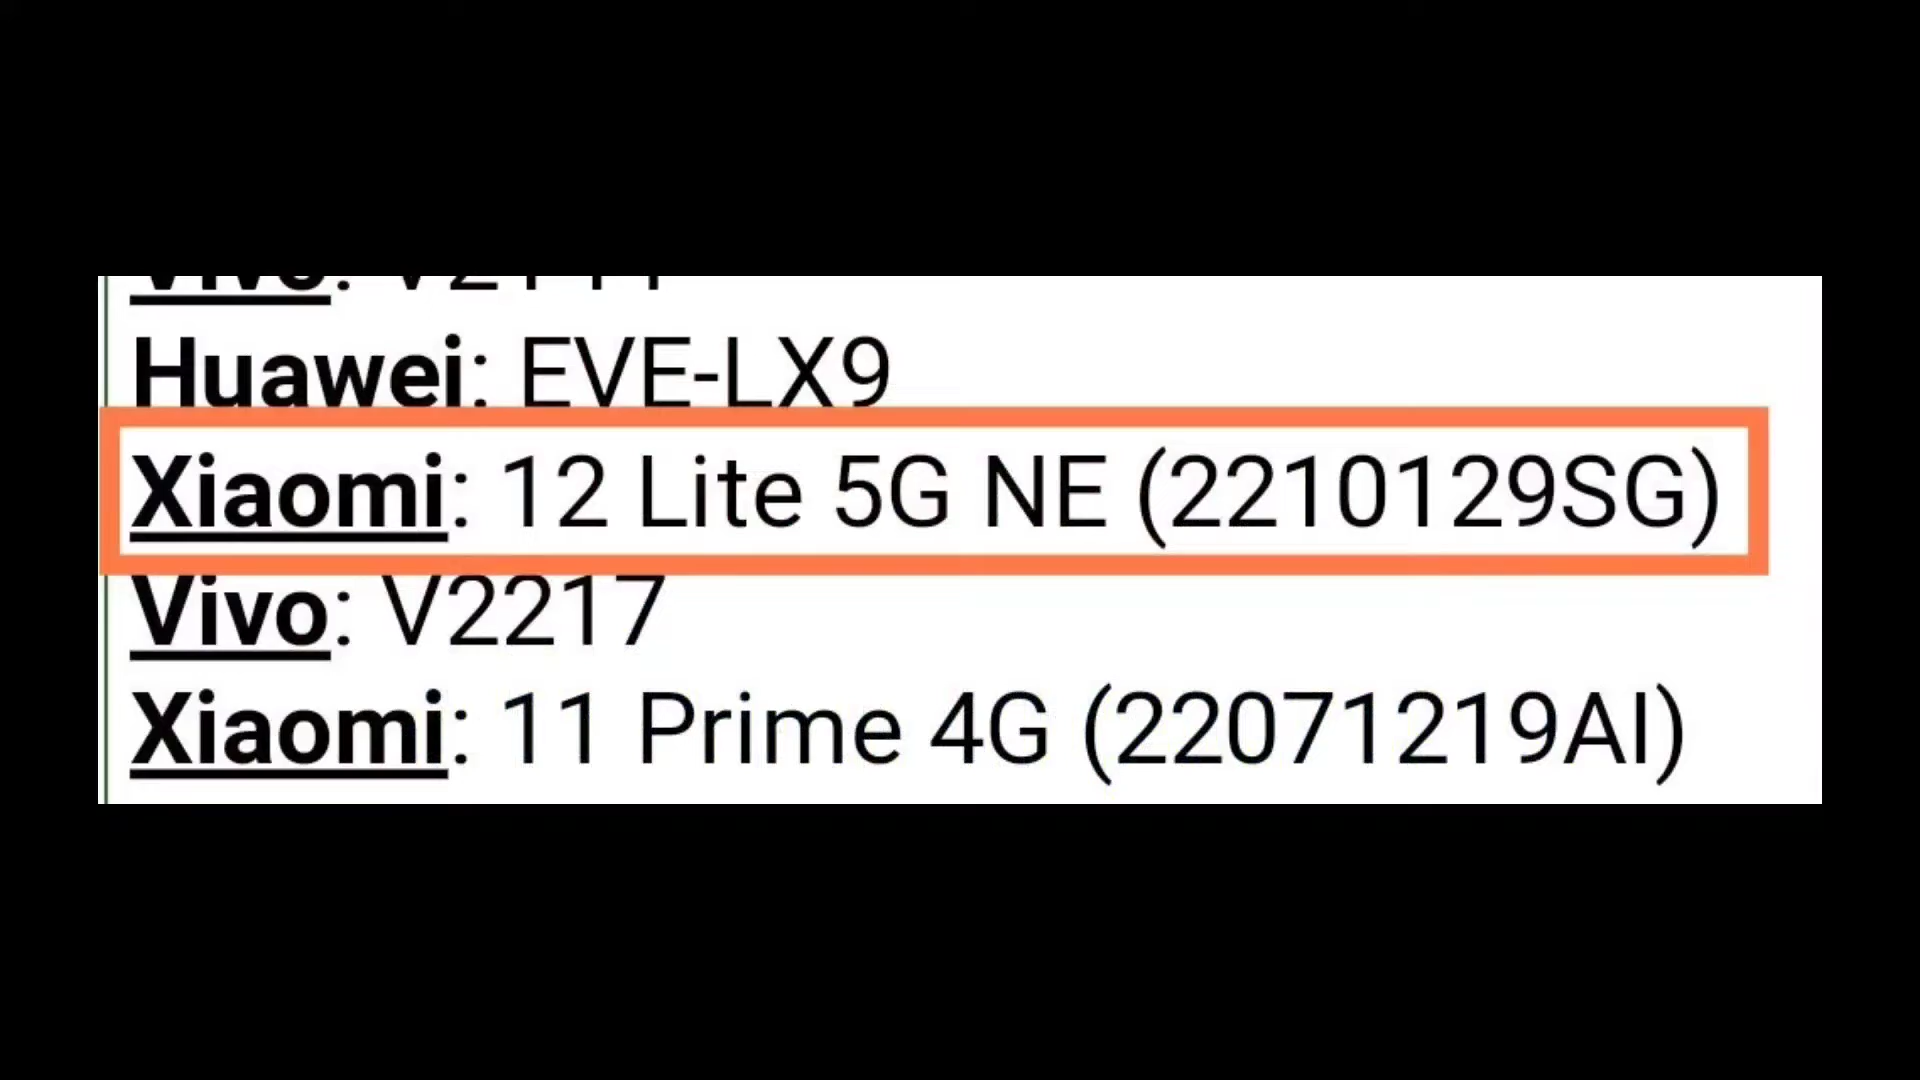 Huawei: EVE-LX9
Xiaomi: 12 Lite 5G NE (2210129SG)
Vivo: V2217
Xiaomi: 11 Prime 4G (22071219AI)